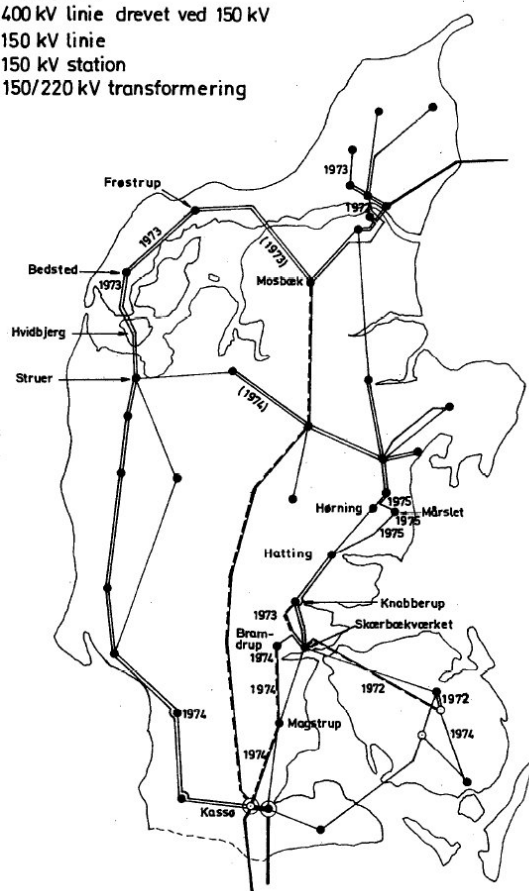 400 kV linie drevet ved 150 kV
150 kV linie
150 kV station
150/220 kV transformering
1973
Frøstrup
1973
1973
(1973)
Bedsted
1973
Mosbæk
Hvidbjerg
Struer
(1974)
1975
Hørning
Mårslet
1975
1975
Hatting
Knabberup
1973
Skærbækværket
Bram-
drup
1974
1972
1972
1974
1974
1974
Magstrup
1974
Kassø